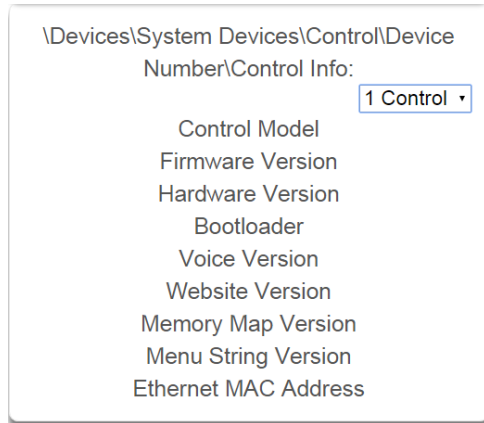 \Devices\System Devices\Control\Device
Number\Control Info:
1 Control
Control Model
Firmware Version
Hardware Version
Bootloader
Voice Version
Website Version
Memory Map Version
Menu String Version
Ethernet MAC Address